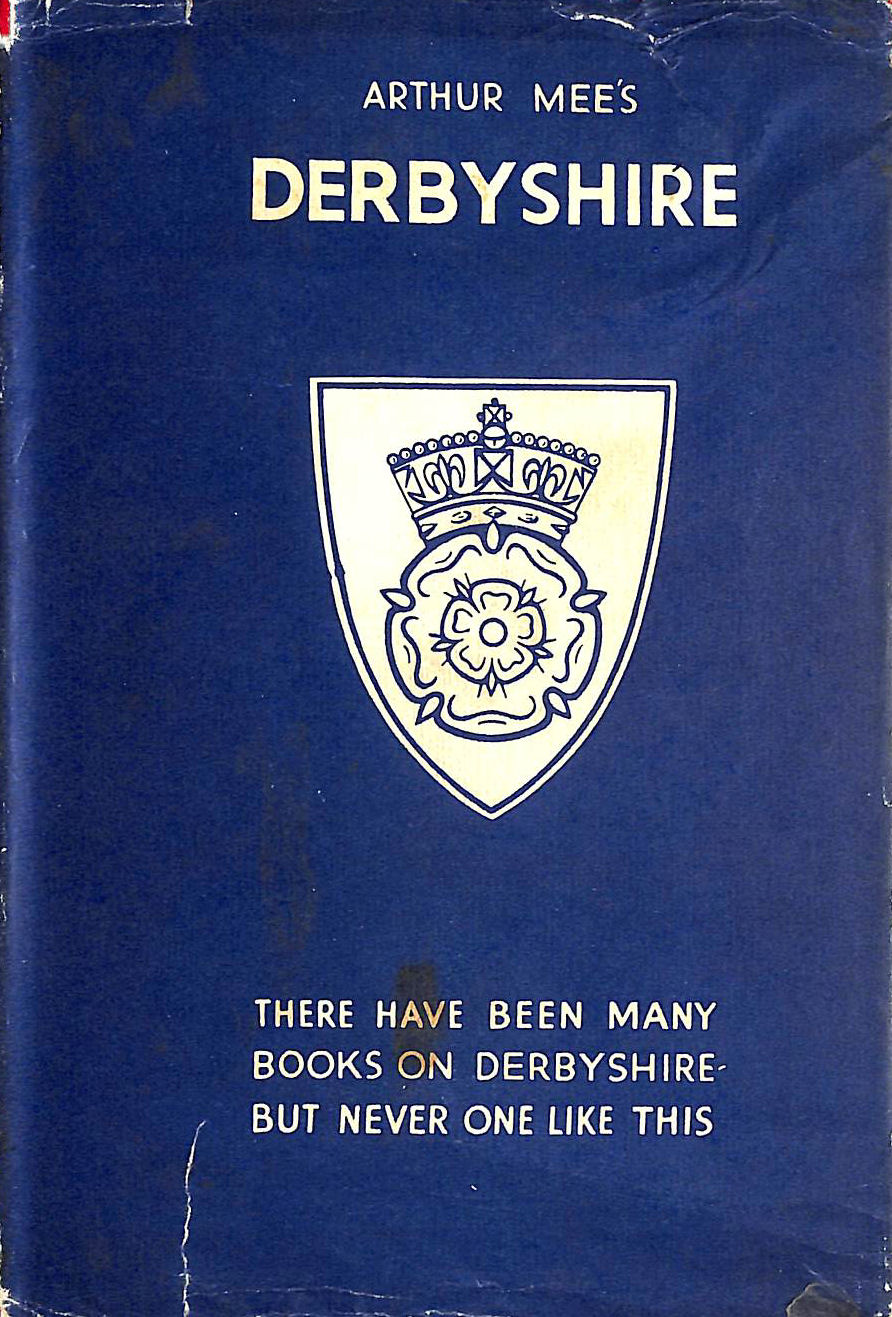 ARTHUR MEE'S
DERBYSHIRE
THERE HAVE BEEN MANY
BOOKS ON DERBYSHIRE-
BUT NEVER ONE LIKE THIS